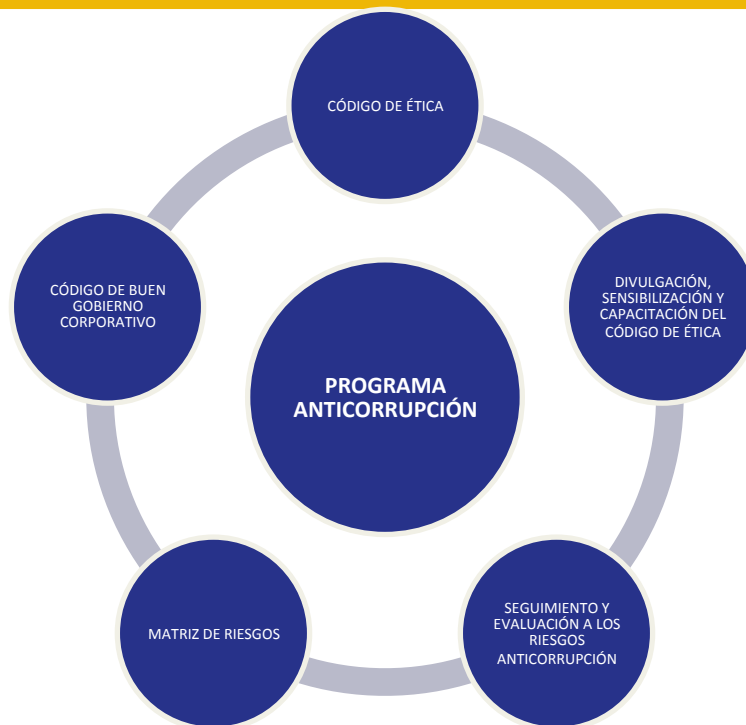 CÓDIGO DE ÉTICA
DIVULGACIÓN,
SENSIBILIZACIÓN Y
CAPACITACIÓN DEL
CÓDIGO DE ÉTICA
SEGUIMIENTO Y
EVALUACIÓN A LOS
RIESGOS
ANTICORRUPCIÓN
MATRIZ DE RIESGOS
CÓDIGO DE BUEN
GOBIERNO
CORPORATIVO
PROGRAMA
ANTICORRUPCIÓN